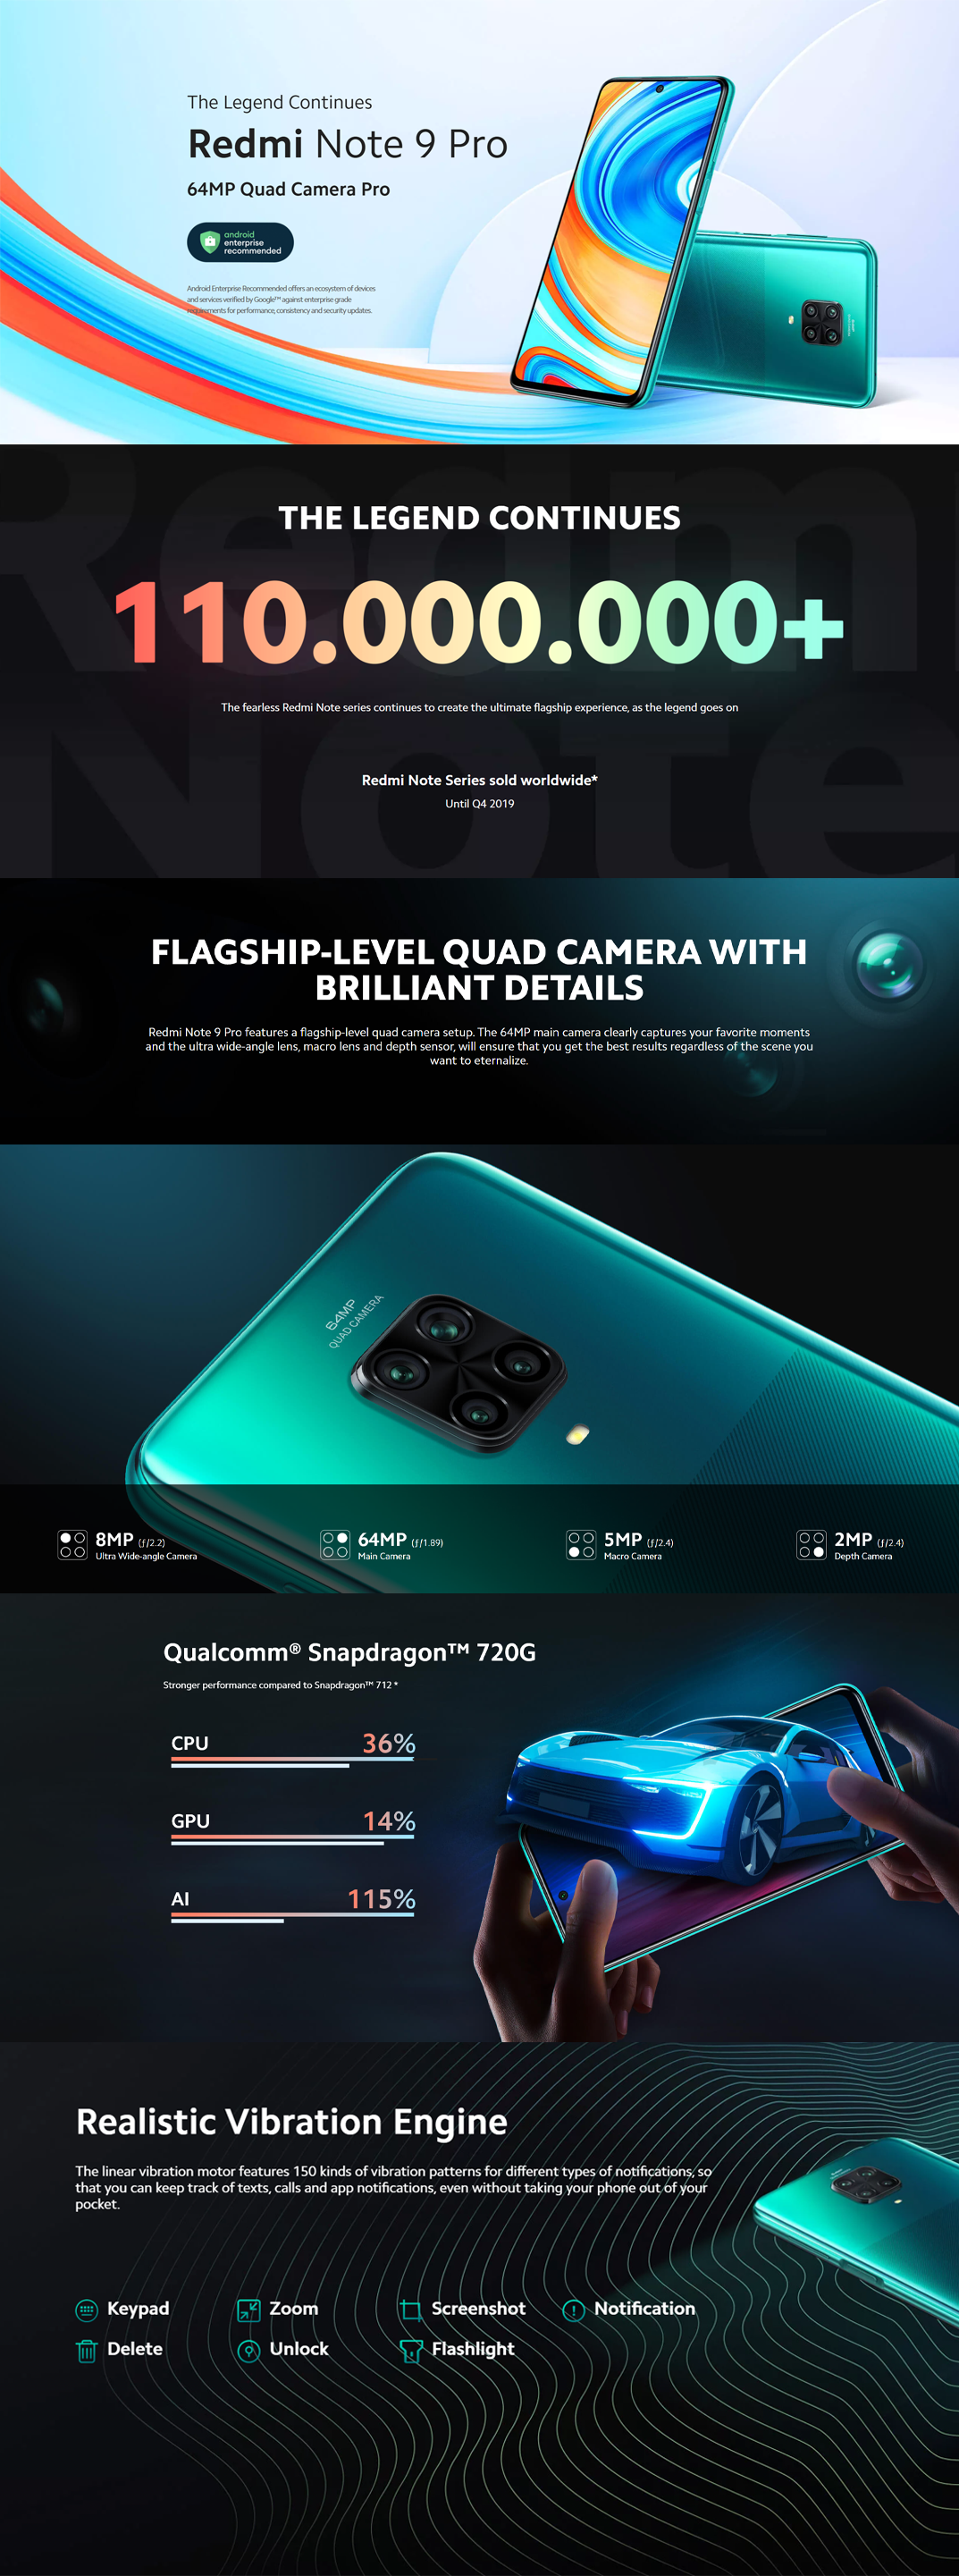 The Legend Continues
Redmi Note 9 Pro
64MP Quad Camera Pro
android
enterprise
recommended
Android Enterprise Recommended offers an ecosystem of devices
and services verified by Google™ against enterprise grade
requirements for performance, consistency and security updates.
Redm
Note
THE LEGEND CONTINUES
110.000.000+
The fearless Redmi Note series continues to create the ultimate flagship experience, as the legend goes on
Redmi Note Series sold worldwide*
Until Q4 2019
FLAGSHIP-LEVEL QUAD CAMERA WITH
BRILLIANT DETAILS
Redmi Note 9 Pro features a flagship-level quad camera setup. The 64MP main camera clearly captures your favorite moments
and the ultra wide-angle lens, macro lens and depth sensor, will ensure that you get the best results regardless of the scene you
want to eternalize.
64MP
QUAD CAMERA
8MP (ƒ/2.2)
Ultra Wide-angle Camera
64MP (ƒ/1.89)
Main Camera
5MP (ƒ/2.4)
Macro Camera
2MP (ƒ/2.4)
Depth Camera
Qualcomm® Snapdragon™ 720G
Stronger performance compared to Snapdragon™ 712 *
CPU 36%
GPU 14%
AI 115%
Realistic Vibration Engine
The linear vibration motor features 150 kinds of vibration patterns for different types of notifications, so
that you can keep track of texts, calls and app notifications, even without taking your phone out of your
pocket.
Keypad Zoom Screenshot Notification
Delete Unlock Flashlight